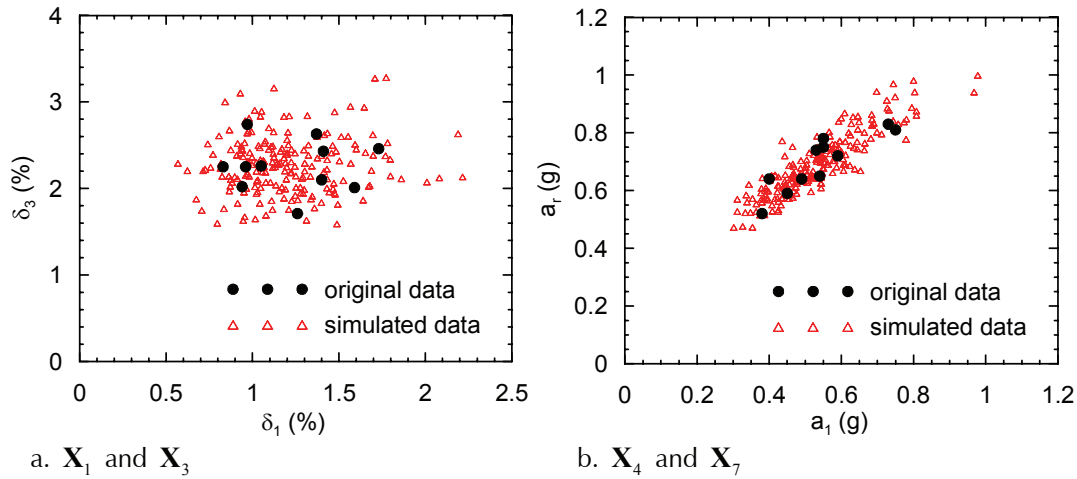 4
3
2
1
0
δ₃ (%)
original data
simulated data
0 0.5 1 1.5 2 2.5
δ₁ (%)
a. X₁ and X₃
1.2
1
0.8
0.6
0.4
0.2
0
aᵣ (g)
original data
simulated data
0 0.2 0.4 0.6 0.8 1 1.2
a₁ (g)
b. X₄ and X₇